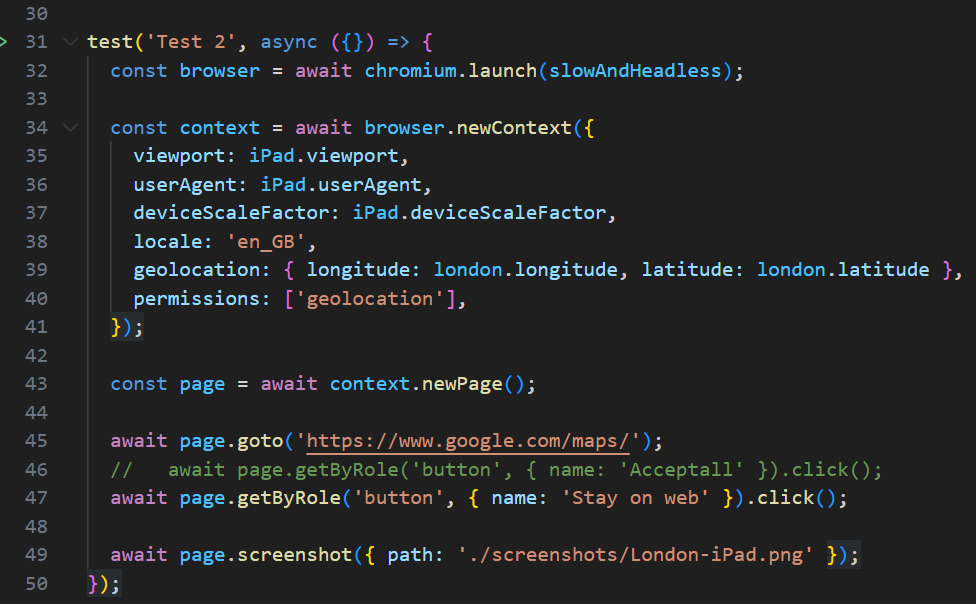 30
31 test('Test 2', async ({}) => {
32   const browser = await chromium.launch(slowAndHeadless);
33
34   const context = await browser.newContext({
35     viewport: iPad.viewport,
36     userAgent: iPad.userAgent,
37     deviceScaleFactor: iPad.deviceScaleFactor,
38     locale: 'en_GB',
39     geolocation: { longitude: london.longitude, latitude: london.latitude },
40     permissions: ['geolocation'],
41   });
42
43   const page = await context.newPage();
44
45   await page.goto('https://www.google.com/maps/');
46   //   await page.getByRole('button', { name: 'Acceptall' }).click();
47   await page.getByRole('button', { name: 'Stay on web' }).click();
48
49   await page.screenshot({ path: './screenshots/London-iPad.png' });
50 });